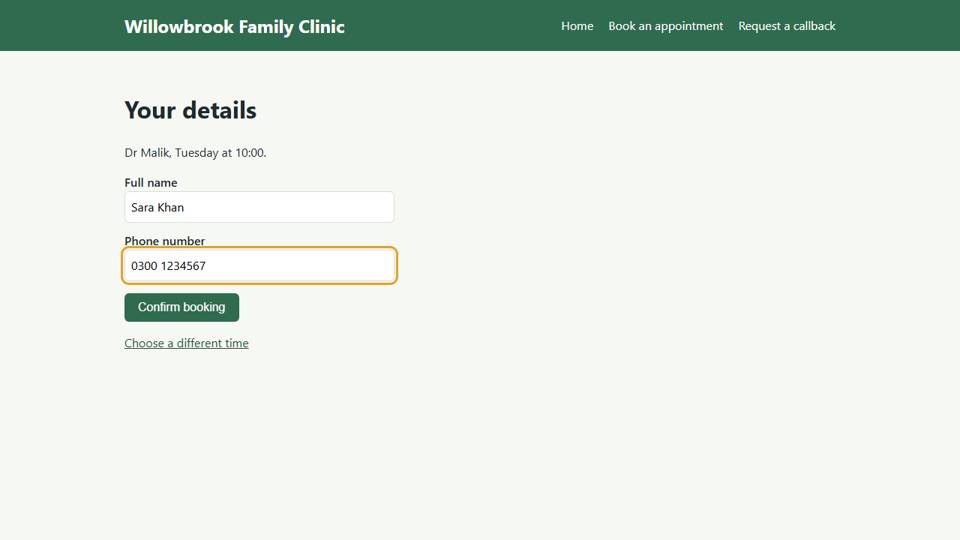 Willowbrook Family Clinic
Home Book an appointment Request a callback
Your details
Dr Malik, Tuesday at 10:00.
Full name
Sara Khan
Phone number
0300 1234567
Confirm booking
Choose a different time